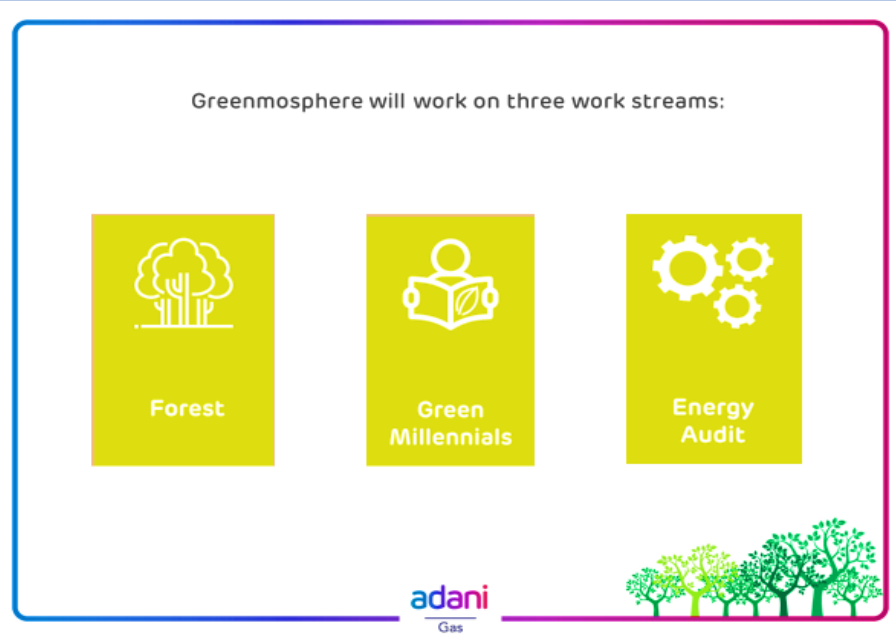 Greenmosphere will work on three work streams:
Forest
Green
Millennials
Energy
Audit
adani
Gas